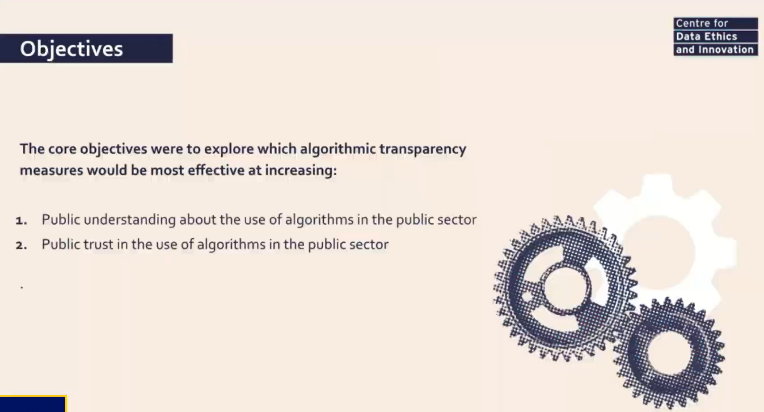 Objectives
Centre for
Data Ethics
and Innovation
The core objectives were to explore which algorithmic transparency
measures would be most effective at increasing:
1. Public understanding about the use of algorithms in the public sector
2. Public trust in the use of algorithms in the public sector
.